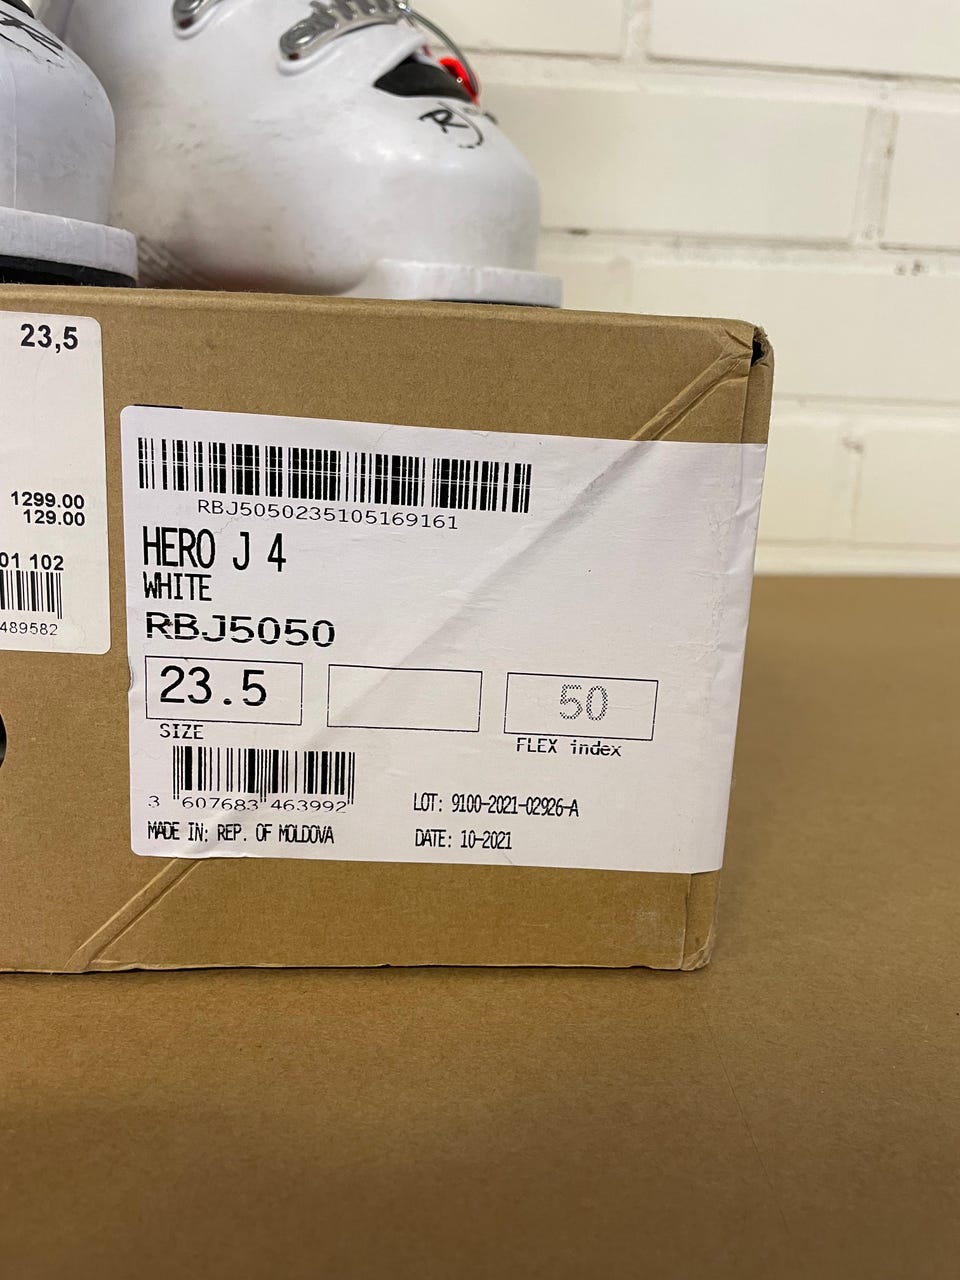 R
23,5
1299.00
129.00
01 102
489582
RBJ5050235105169161
HERO J 4
WHITE
RBJ5050
23.5
50
SIZE
FLEX index
3 607683 463992
LOT: 9100-2021-02926-A
MADE IN: REP. OF MOLDOVA
DATE: 10-2021